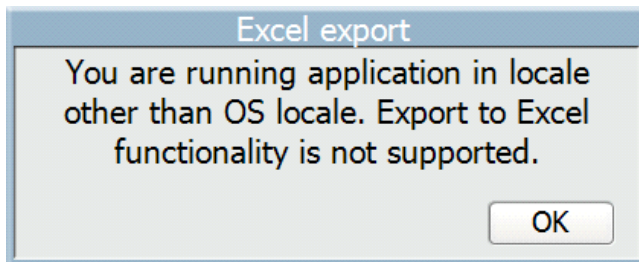 Excel export
You are running application in locale
other than OS locale. Export to Excel
functionality is not supported.
OK